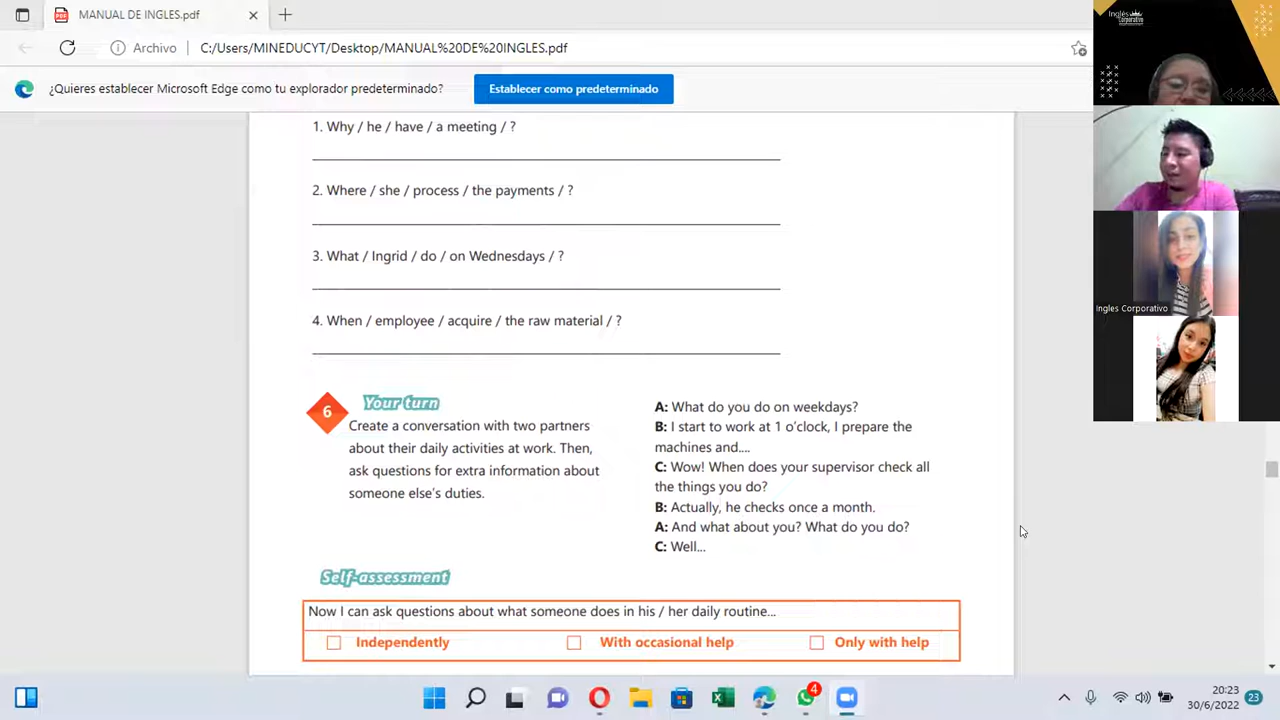 MANUAL DE INGLES.pdf
Archivo
C:/Users/MINEDUCYT/Desktop/MANUAL%20DE%20INGLES.pdf
¿Quieres establecer Microsoft Edge como tu explorador predeterminado?
Establecer como predeterminado
1. Why / he / have / a meeting / ?
2. Where / she / process / the payments / ?
3. What / Ingrid / do / on Wednesdays / ?
4. When / employee / acquire / the raw material / ?
6
Your turn
Create a conversation with two partners
about their daily activities at work. Then,
ask questions for extra information about
someone else's duties.
A: What do you do on weekdays?
B: I start to work at 1 o'clock, I prepare the
machines and....
C: Wow! When does your supervisor check all
the things you do?
B: Actually, he checks once a month.
A: And what about you? What do you do?
C: Well...
Self-assessment
Now I can ask questions about what someone does in his / her daily routine...
Independently
With occasional help
Only with help
Inglés
Corporativo
Ingles Corporativo
4
20:23
30/6/2022
23